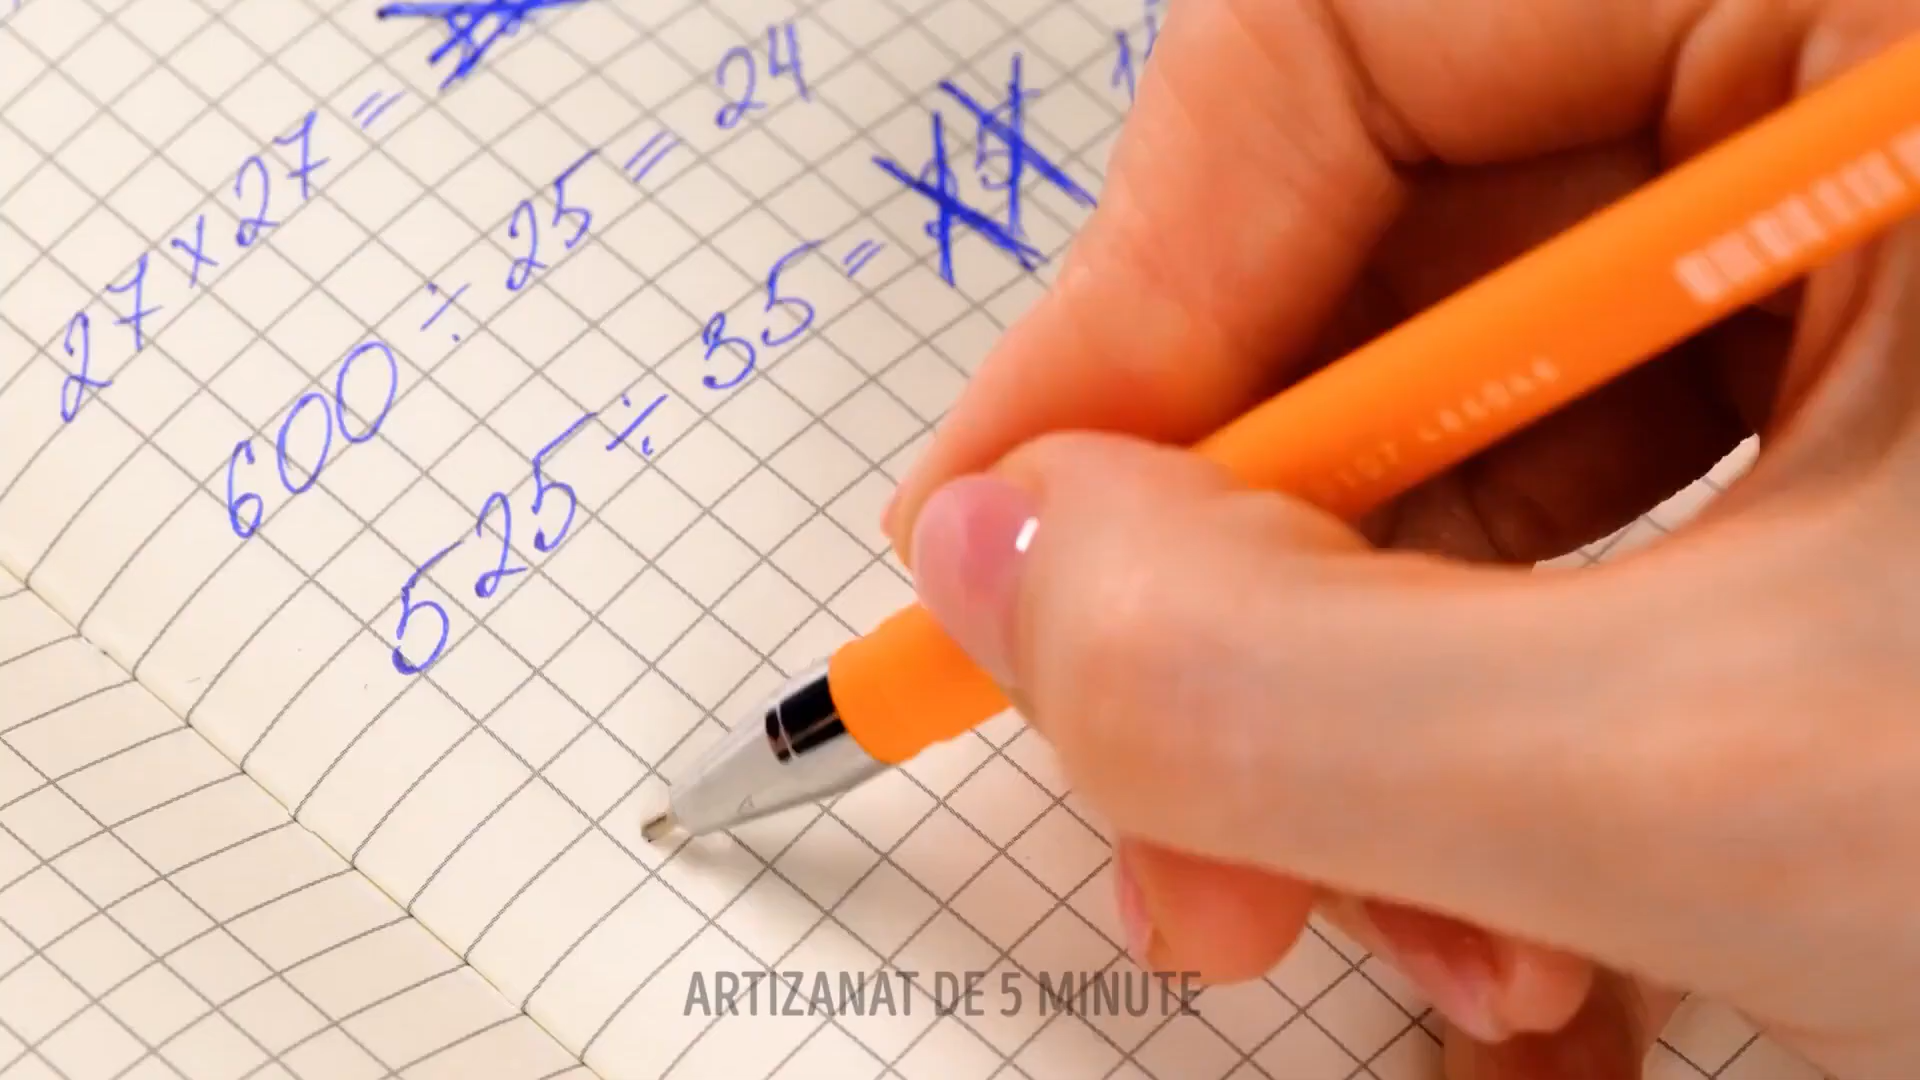 27 × 27 =
600 ÷ 25 = 24
525 ÷ 35 =
ARTIZANAT DE 5 MINUTE